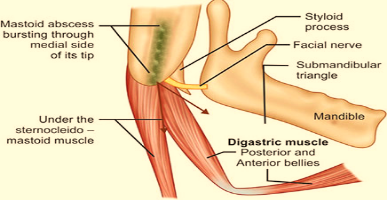 Mastoid abscess
bursting through
medial side
of its tip
Styloid
process
Facial nerve
Submandibular
triangle
Mandible
Under the
sternocleido –
mastoid muscle
Digastric muscle
Posterior and
Anterior bellies